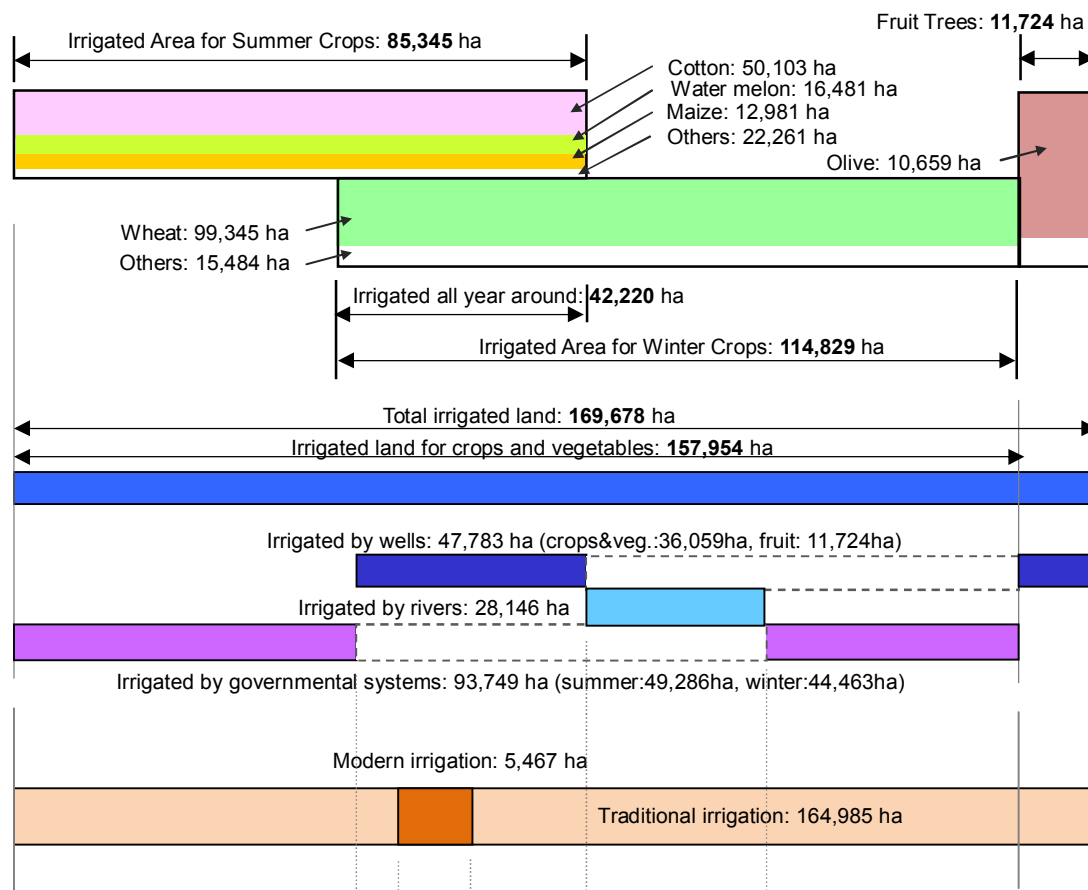 Fruit Trees: 11,724 ha
Irrigated Area for Summer Crops: 85,345 ha
Cotton: 50,103 ha
Water melon: 16,481 ha
Maize: 12,981 ha
Others: 22,261 ha
Olive: 10,659 ha
Wheat: 99,345 ha
Others: 15,484 ha
Irrigated all year around: 42,220 ha
Irrigated Area for Winter Crops: 114,829 ha
Total irrigated land: 169,678 ha
Irrigated land for crops and vegetables: 157,954 ha
Irrigated by wells: 47,783 ha (crops&veg.:36,059ha, fruit: 11,724ha)
Irrigated by rivers: 28,146 ha
Irrigated by governmental systems: 93,749 ha (summer:49,286ha, winter:44,463ha)
Modern irrigation: 5,467 ha
Traditional irrigation: 164,985 ha